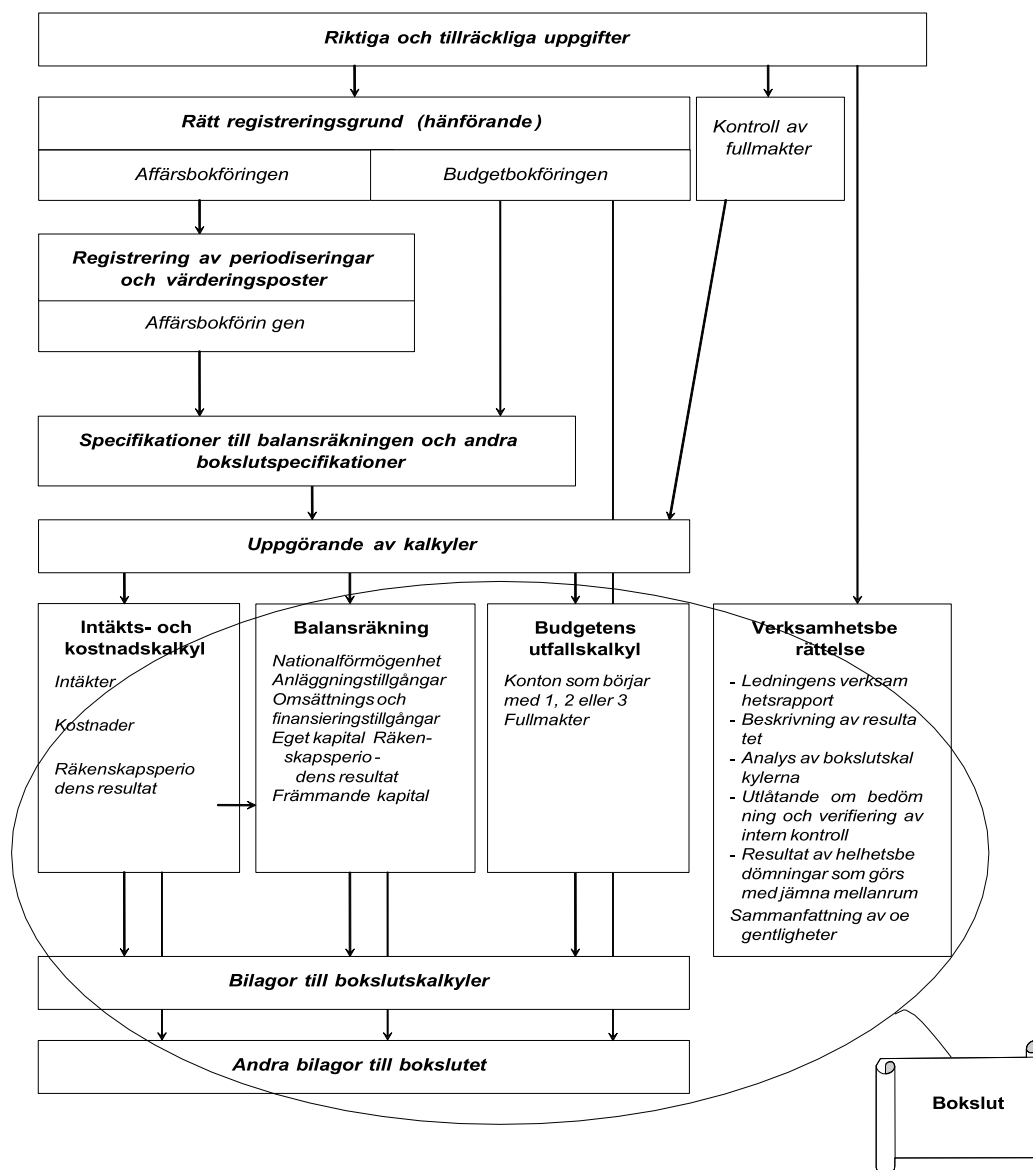 Riktiga och tillräckliga uppgifter
Rätt registreringsgrund (hänförande)
Affärsbokföringen
Budgetbokföringen
Kontroll av
fullmakter
Registrering av periodiseringar
och värderingsposter
Affärsbokförin gen
Specifikationer till balansräkningen och andra
bokslutspecifikationer
Uppgörande av kalkyler
Intäkts- och
kostnadskalkyl
Intäkter
Kostnader
Räkenskapsperio
dens resultat
Balansräkning
Nationalförmögenhet
Anläggningstillgångar
Omsättnings och
finansieringstillgångar
Eget kapital Räken-
skapsperio -
dens resultat
Främmande kapital
Budgetens
utfallskalkyl
Konton som börjar
med 1, 2 eller 3
Fullmakter
Verksamhetsbe
rättelse
- Ledningens verksam
hetsrapport
- Beskrivning av resulta
tet
- Analys av bokslutskal
kylerna
- Utlåtande om bedöm
ning och verifiering av
intern kontroll
- Resultat av helhetsbe
dömningar som görs
med jämna mellanrum
Sammanfattning av oe
gentligheter
Bilagor till bokslutskalkyler
Andra bilagor till bokslutet
Bokslut